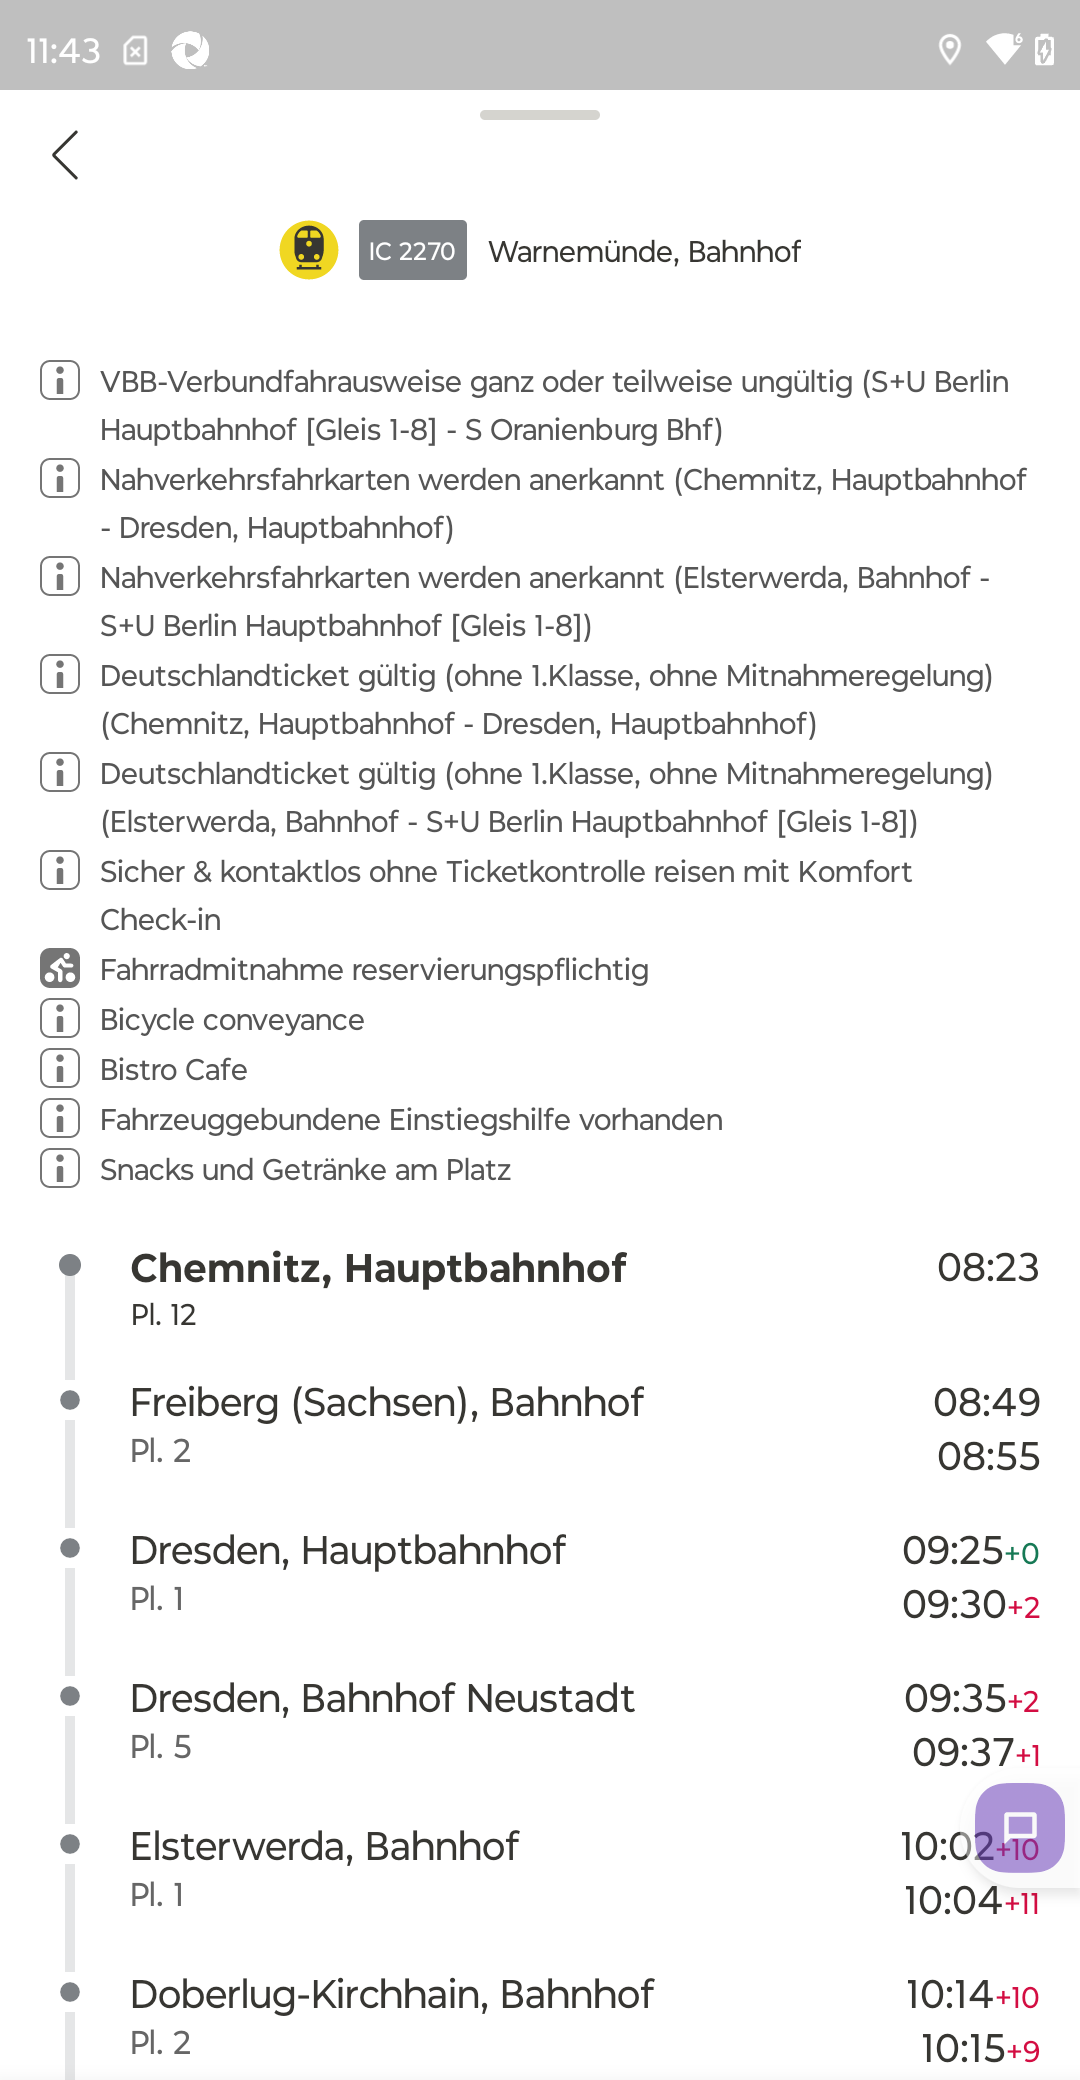 11:43
6
IC 2270 Warnemünde, Bahnhof
VBB-Verbundfahrausweise ganz oder teilweise ungültig (S+U Berlin
Hauptbahnhof [Gleis 1-8] - S Oranienburg Bhf)
Nahverkehrsfahrkarten werden anerkannt (Chemnitz, Hauptbahnhof
- Dresden, Hauptbahnhof)
Nahverkehrsfahrkarten werden anerkannt (Elsterwerda, Bahnhof -
S+U Berlin Hauptbahnhof [Gleis 1-8])
Deutschlandticket gültig (ohne 1.Klasse, ohne Mitnahmeregelung)
(Chemnitz, Hauptbahnhof - Dresden, Hauptbahnhof)
Deutschlandticket gültig (ohne 1.Klasse, ohne Mitnahmeregelung)
(Elsterwerda, Bahnhof - S+U Berlin Hauptbahnhof [Gleis 1-8])
Sicher & kontaktlos ohne Ticketkontrolle reisen mit Komfort
Check-in
Fahrradmitnahme reservierungspflichtig
Bicycle conveyance
Bistro Cafe
Fahrzeuggebundene Einstiegshilfe vorhanden
Snacks und Getränke am Platz
Chemnitz, Hauptbahnhof 08:23
Pl. 12
Freiberg (Sachsen), Bahnhof 08:49
Pl. 2 08:55
Dresden, Hauptbahnhof 09:25+0
Pl. 1 09:30+2
Dresden, Bahnhof Neustadt 09:35+2
Pl. 5 09:37+1
Elsterwerda, Bahnhof 10:02+10
Pl. 1 10:04+11
Doberlug-Kirchhain, Bahnhof 10:14+10
Pl. 2 10:15+9